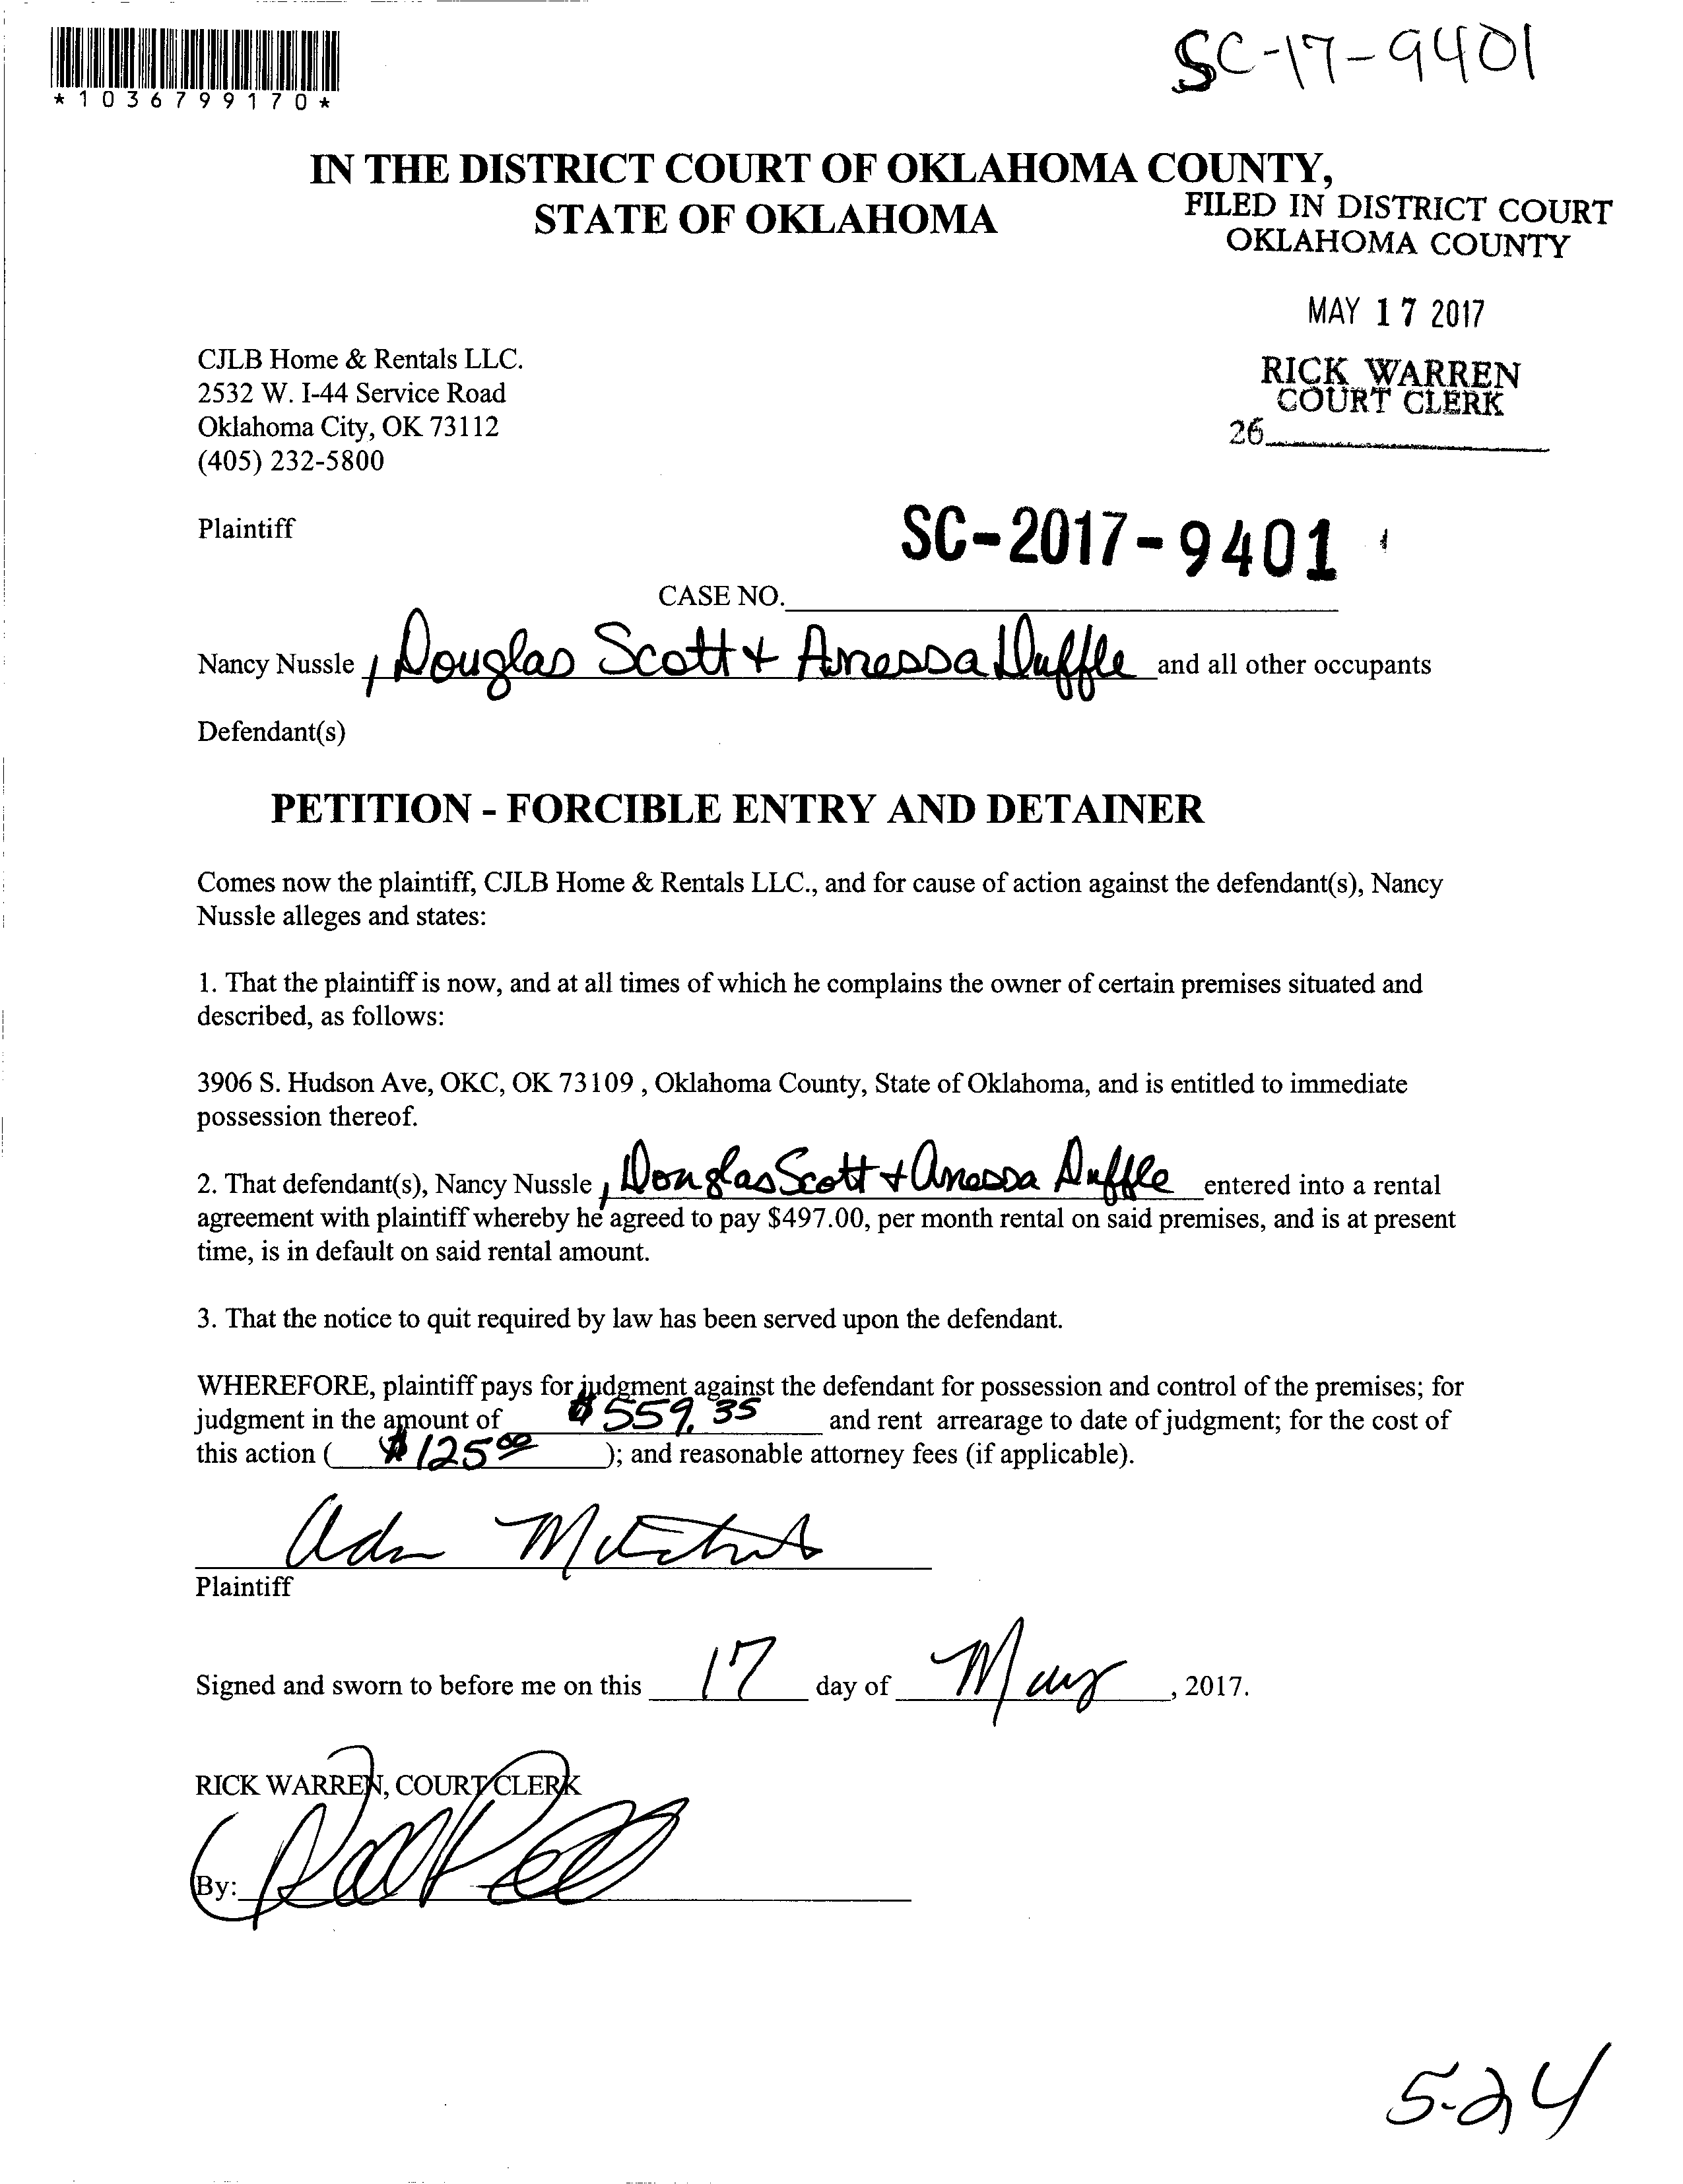 *1036799170*
SC-17-9401
IN THE DISTRICT COURT OF OKLAHOMA COUNTY,
STATE OF OKLAHOMA
FILED IN DISTRICT COURT
OKLAHOMA COUNTY
MAY 17 2017
RICK WARREN
COURT CLERK
26
CJLB Home & Rentals LLC.
2532 W. I-44 Service Road
Oklahoma City, OK 73112
(405) 232-5800
Plaintiff
SC-2017-9401
CASE NO.
Nancy Nussle, Douglas Scott + Anessa Duffle and all other occupants
Defendant(s)
PETITION - FORCIBLE ENTRY AND DETAINER
Comes now the plaintiff, CJLB Home & Rentals LLC., and for cause of action against the defendant(s), Nancy
Nussle alleges and states:
1. That the plaintiff is now, and at all times of which he complains the owner of certain premises situated and
described, as follows:
3906 S. Hudson Ave, OKC, OK 73109 , Oklahoma County, State of Oklahoma, and is entitled to immediate
possession thereof.
2. That defendant(s), Nancy Nussle, Douglas Scott + Anessa Duffle entered into a rental
agreement with plaintiff whereby he agreed to pay $497.00, per month rental on said premises, and is at present
time, is in default on said rental amount.
3. That the notice to quit required by law has been served upon the defendant.
WHEREFORE, plaintiff pays for judgment against the defendant for possession and control of the premises; for
judgment in the amount of $559.35 and rent arrearage to date of judgment; for the cost of
this action ( $125.00 ); and reasonable attorney fees (if applicable).
Plaintiff
Signed and sworn to before me on this 17 day of May, 2017.
RICK WARREN, COURT CLERK
By:
5-24